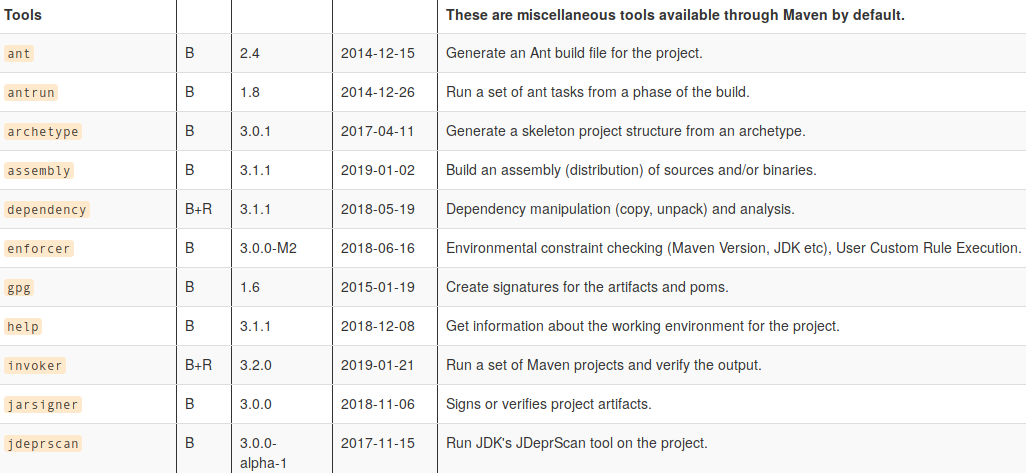 Tools These are miscellaneous tools available through Maven by default.
ant B 2.4 2014-12-15 Generate an Ant build file for the project.
antrun B 1.8 2014-12-26 Run a set of ant tasks from a phase of the build.
archetype B 3.0.1 2017-04-11 Generate a skeleton project structure from an archetype.
assembly B 3.1.1 2019-01-02 Build an assembly (distribution) of sources and/or binaries.
dependency B+R 3.1.1 2018-05-19 Dependency manipulation (copy, unpack) and analysis.
enforcer B 3.0.0-M2 2018-06-16 Environmental constraint checking (Maven Version, JDK etc), User Custom Rule Execution.
gpg B 1.6 2015-01-19 Create signatures for the artifacts and poms.
help B 3.1.1 2018-12-08 Get information about the working environment for the project.
invoker B+R 3.2.0 2019-01-21 Run a set of Maven projects and verify the output.
jarsigner B 3.0.0 2018-11-06 Signs or verifies project artifacts.
jdeprscan B 3.0.0- 2017-11-15 Run JDK's JDeprScan tool on the project.
alpha-1